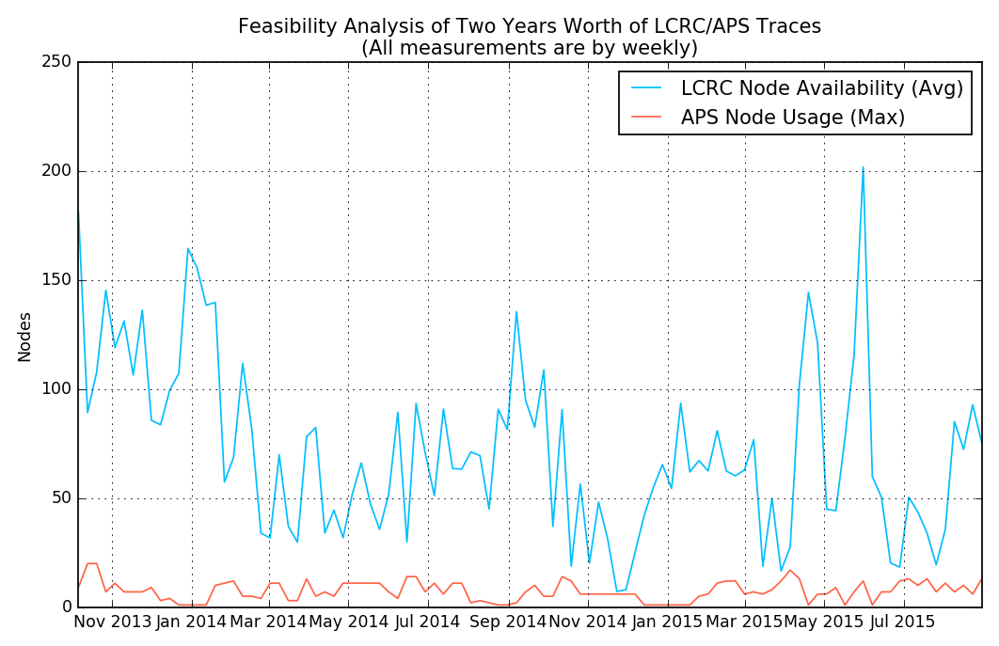 Feasibility Analysis of Two Years Worth of LCRC/APS Traces
(All measurements are by weekly)
LCRC Node Availability (Avg)
APS Node Usage (Max)
Nodes
250
200
150
100
50
0
Nov 2013 Jan 2014 Mar 2014 May 2014 Jul 2014 Sep 2014 Nov 2014 Jan 2015 Mar 2015 May 2015 Jul 2015